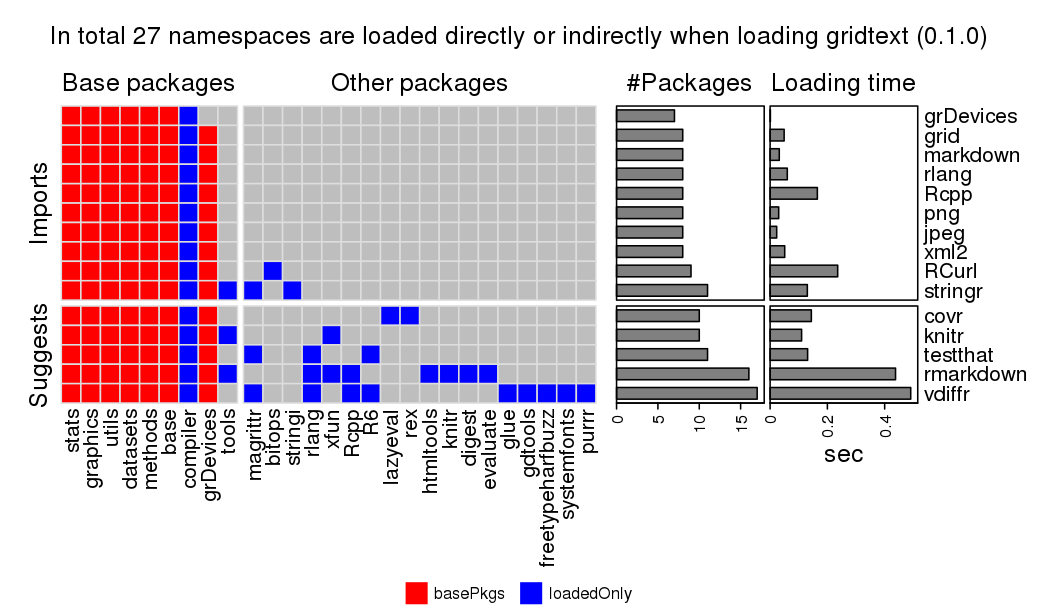 In total 27 namespaces are loaded directly or indirectly when loading gridtext (0.1.0)
Base packages
Other packages
#Packages
Loading time
Imports
grDevices
grid
markdown
rlang
Rcpp
png
jpeg
xml2
RCurl
stringr
Suggests
covr
knitr
testthat
rmarkdown
vdiffr
stats
graphics
utils
datasets
methods
base
compiler
grDevices
tools
magrittr
bitops
stringi
rlang
xfun
Rcpp
R6
lazyeval
rex
htmltools
knitr
digest
evaluate
glue
gdtools
freetypeharfbuzz
systemfonts
purrr
0
5
10
15
0
0.2
0.4
sec
basePkgs
loadedOnly